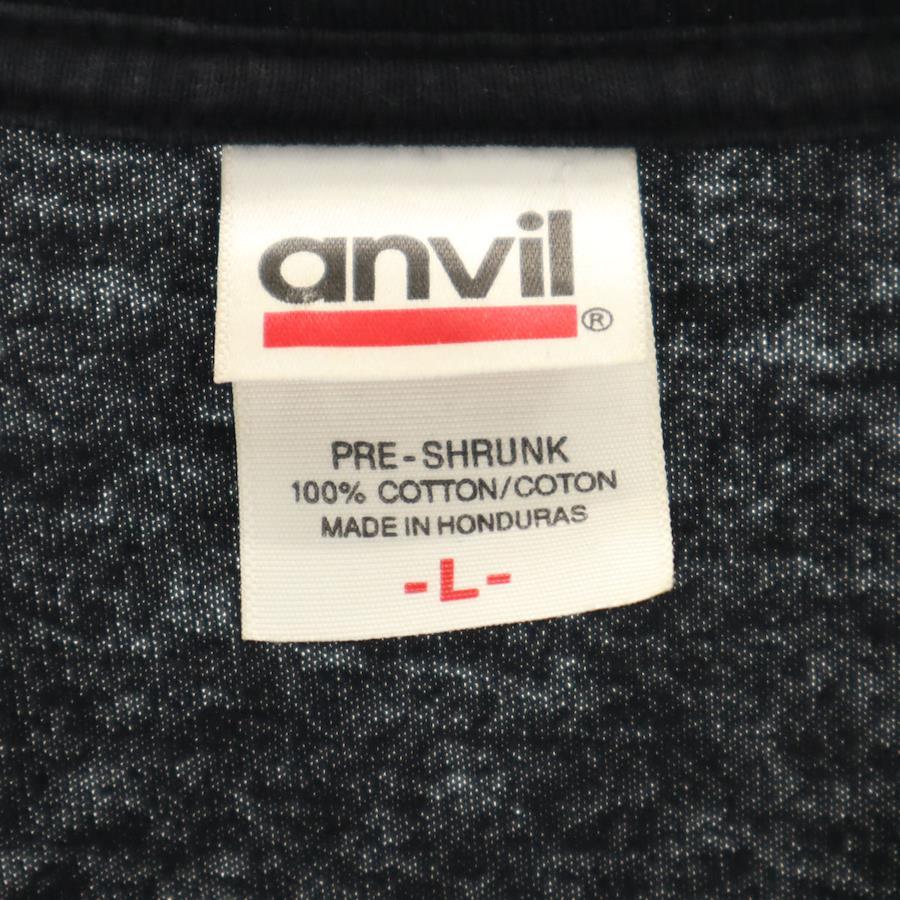 anvil
®
PRE-SHRUNK
100% COTTON/COTON
MADE IN HONDURAS
-L-